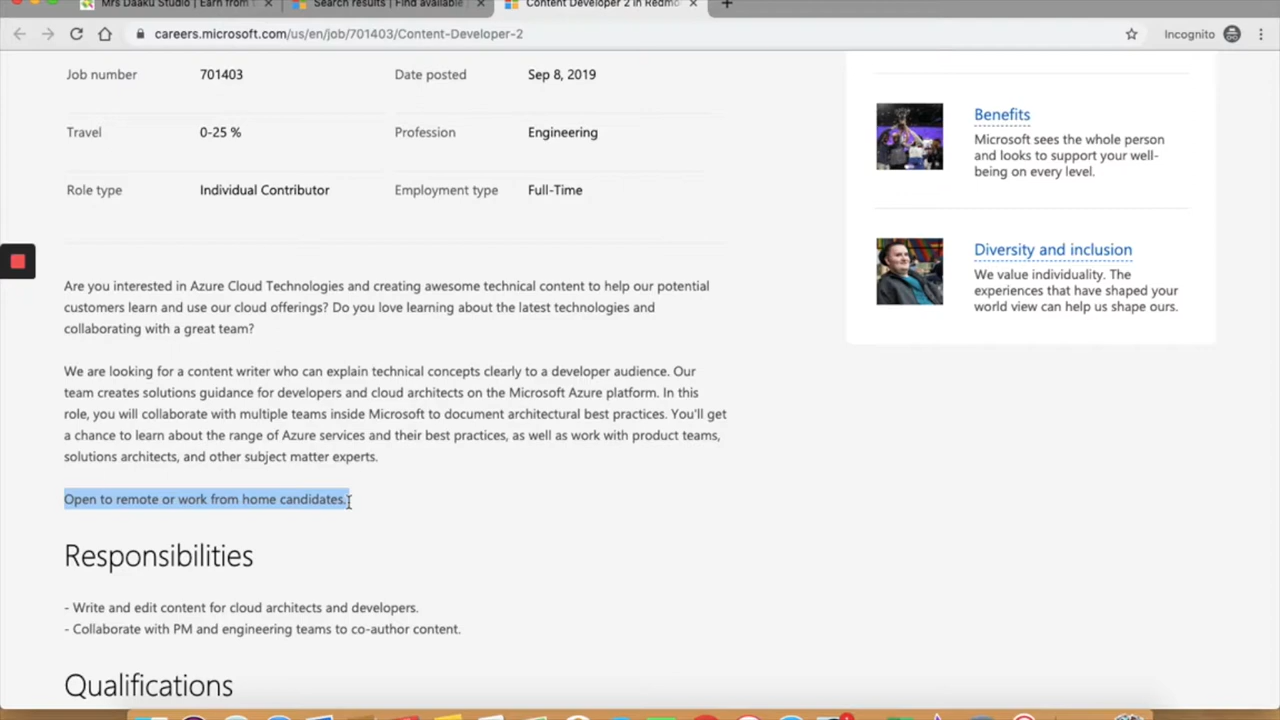 Mrs Daaku Studio | Earn from
Search results | Find available
Content Developer 2 in Redmo
careers.microsoft.com/us/en/job/701403/Content-Developer-2
Incognito
Job number 701403 Date posted Sep 8, 2019
Travel 0-25 % Profession Engineering
Role type Individual Contributor Employment type Full-Time
Are you interested in Azure Cloud Technologies and creating awesome technical content to help our potential
customers learn and use our cloud offerings? Do you love learning about the latest technologies and
collaborating with a great team?
We are looking for a content writer who can explain technical concepts clearly to a developer audience. Our
team creates solutions guidance for developers and cloud architects on the Microsoft Azure platform. In this
role, you will collaborate with multiple teams inside Microsoft to document architectural best practices. You'll get
a chance to learn about the range of Azure services and their best practices, as well as work with product teams,
solutions architects, and other subject matter experts.
Open to remote or work from home candidates.
Responsibilities
- Write and edit content for cloud architects and developers.
- Collaborate with PM and engineering teams to co-author content.
Qualifications
Benefits
Microsoft sees the whole person
and looks to support your well-
being on every level.
Diversity and inclusion
We value individuality. The
experiences that have shaped your
world view can help us shape ours.